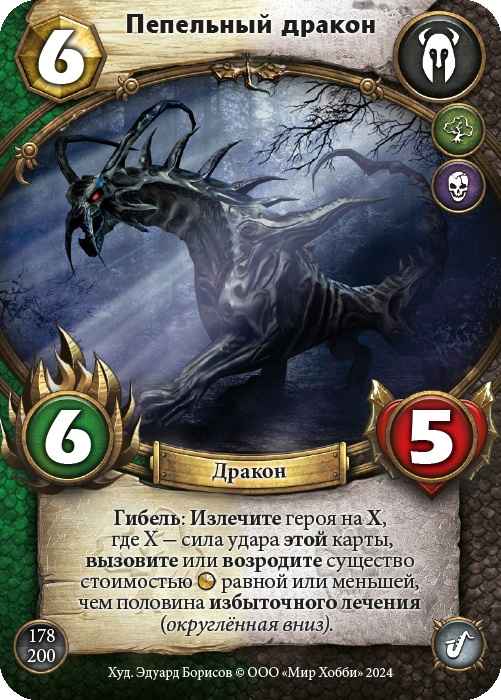 Пепельный дракон
6
6
5
Дракон
Гибель: Излечите героя на X,
где X – сила удара этой карты,
вызовите или возродите существо
стоимостью равной или меньшей,
чем половина избыточного лечения
(округлённая вниз).
178
200
Худ. Эдуард Борисов © ООО «Мир Хобби» 2024